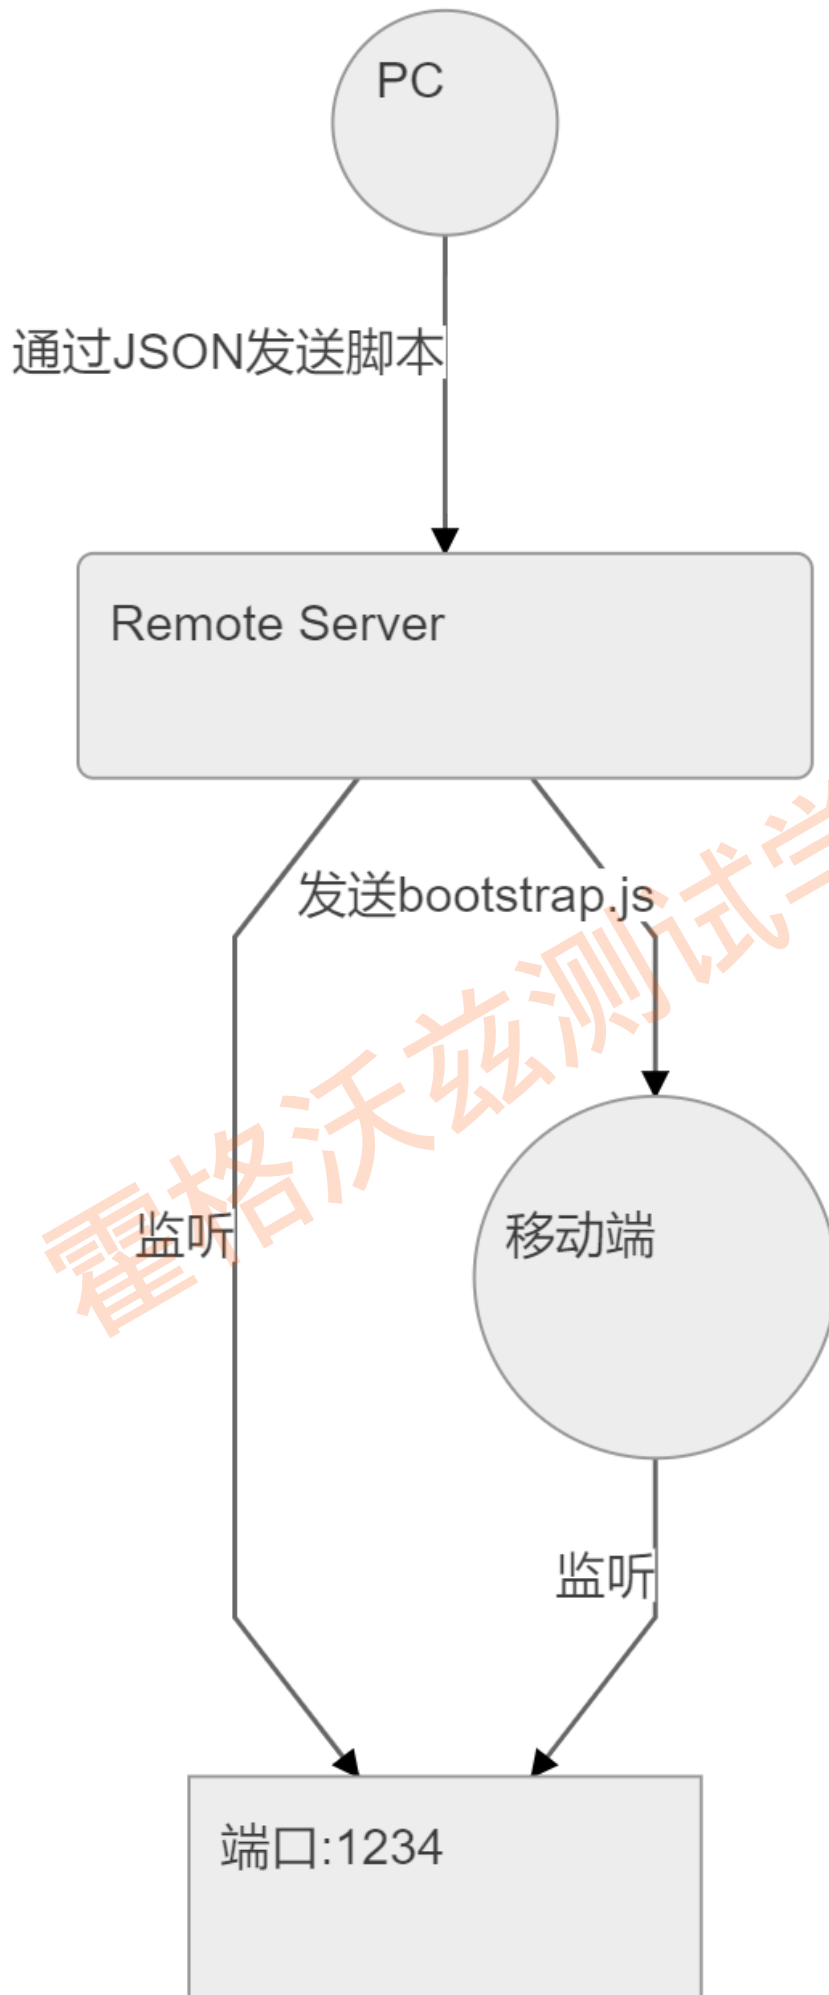 PC
通过JSON发送脚本
Remote Server
发送bootstrap.js
监听
移动端
监听
端口:1234
霍格沃兹测试学